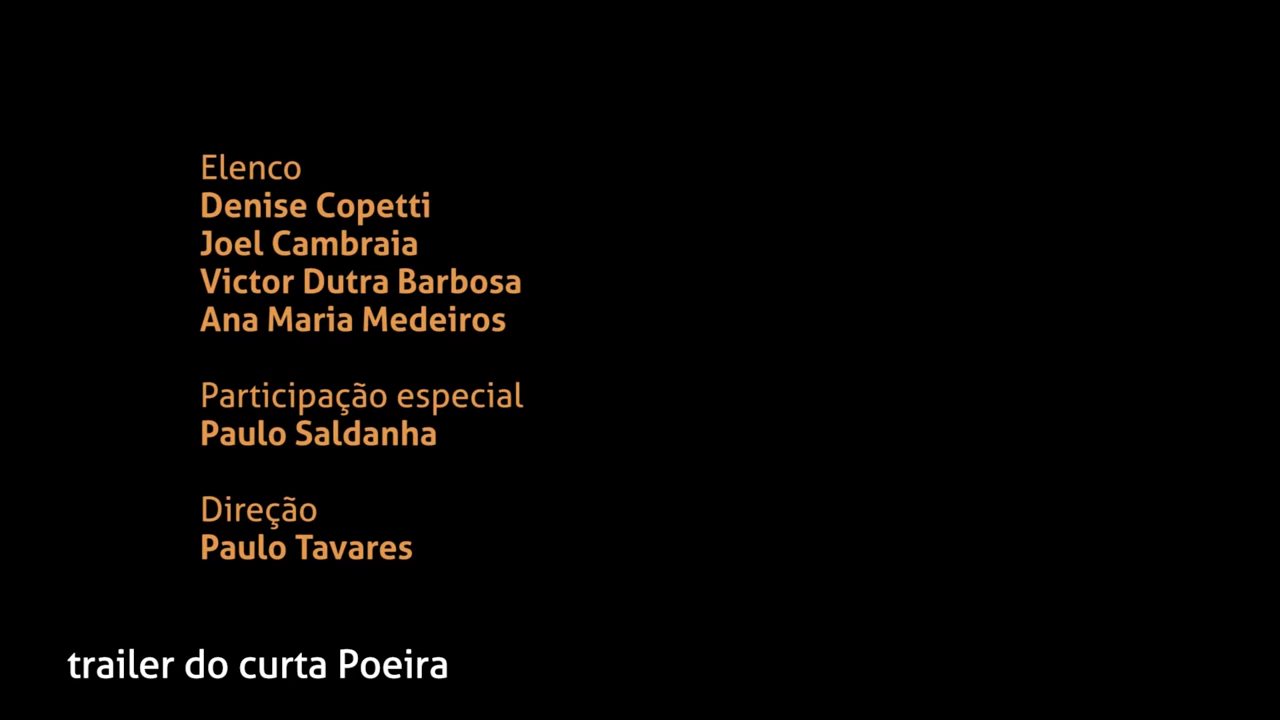 Elenco
Denise Copetti
Joel Cambraia
Victor Dutra Barbosa
Ana Maria Medeiros
Participação especial
Paulo Saldanha
Direção
Paulo Tavares
trailer do curta Poeira